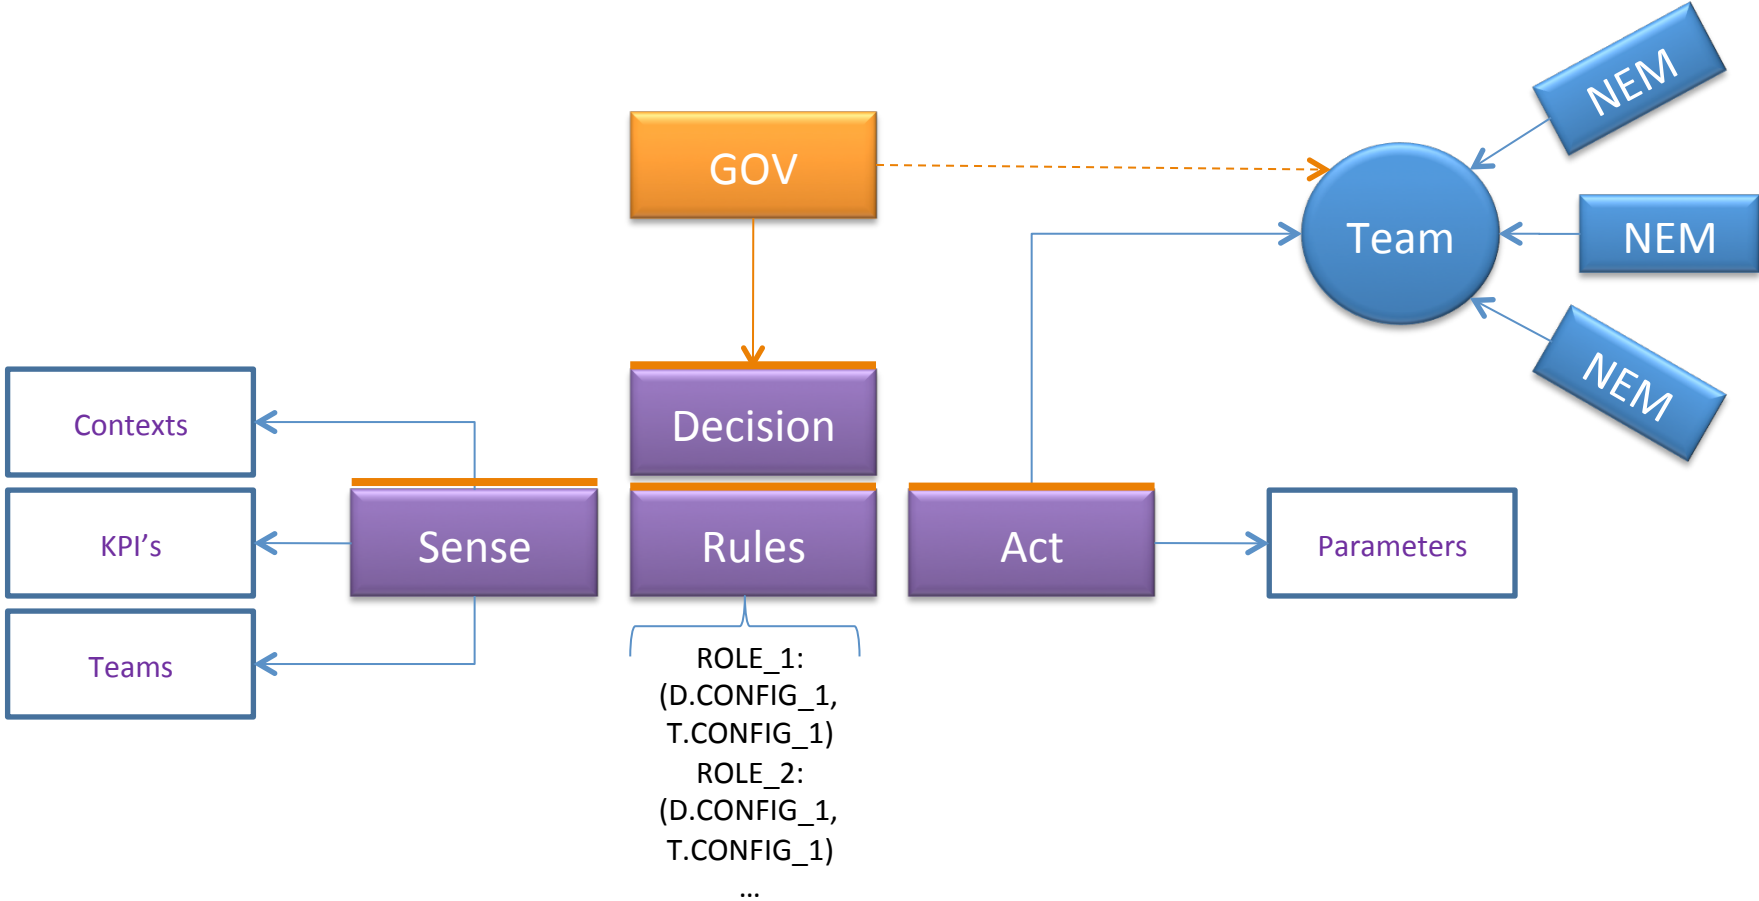 NEM
GOV
Team
NEM
NEM
Contexts
Decision
KPI's
Sense
Rules
Act
Parameters
Teams
ROLE_1:
(D.CONFIG_1,
T.CONFIG_1)
ROLE_2:
(D.CONFIG_1,
T.CONFIG_1)
…